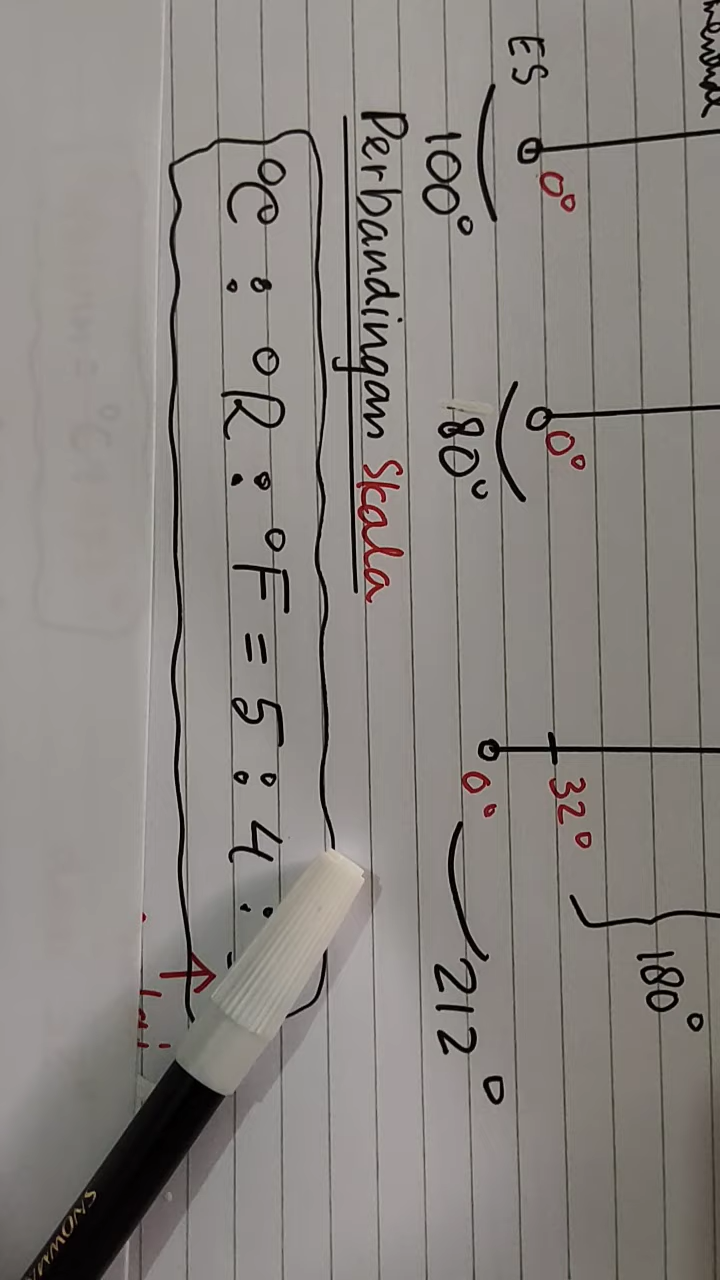 ES
0°
0°
32°
0°
180°
100°
80°
212°
Perbandingan Skala
°C : °R : °F = 5 : 4 :